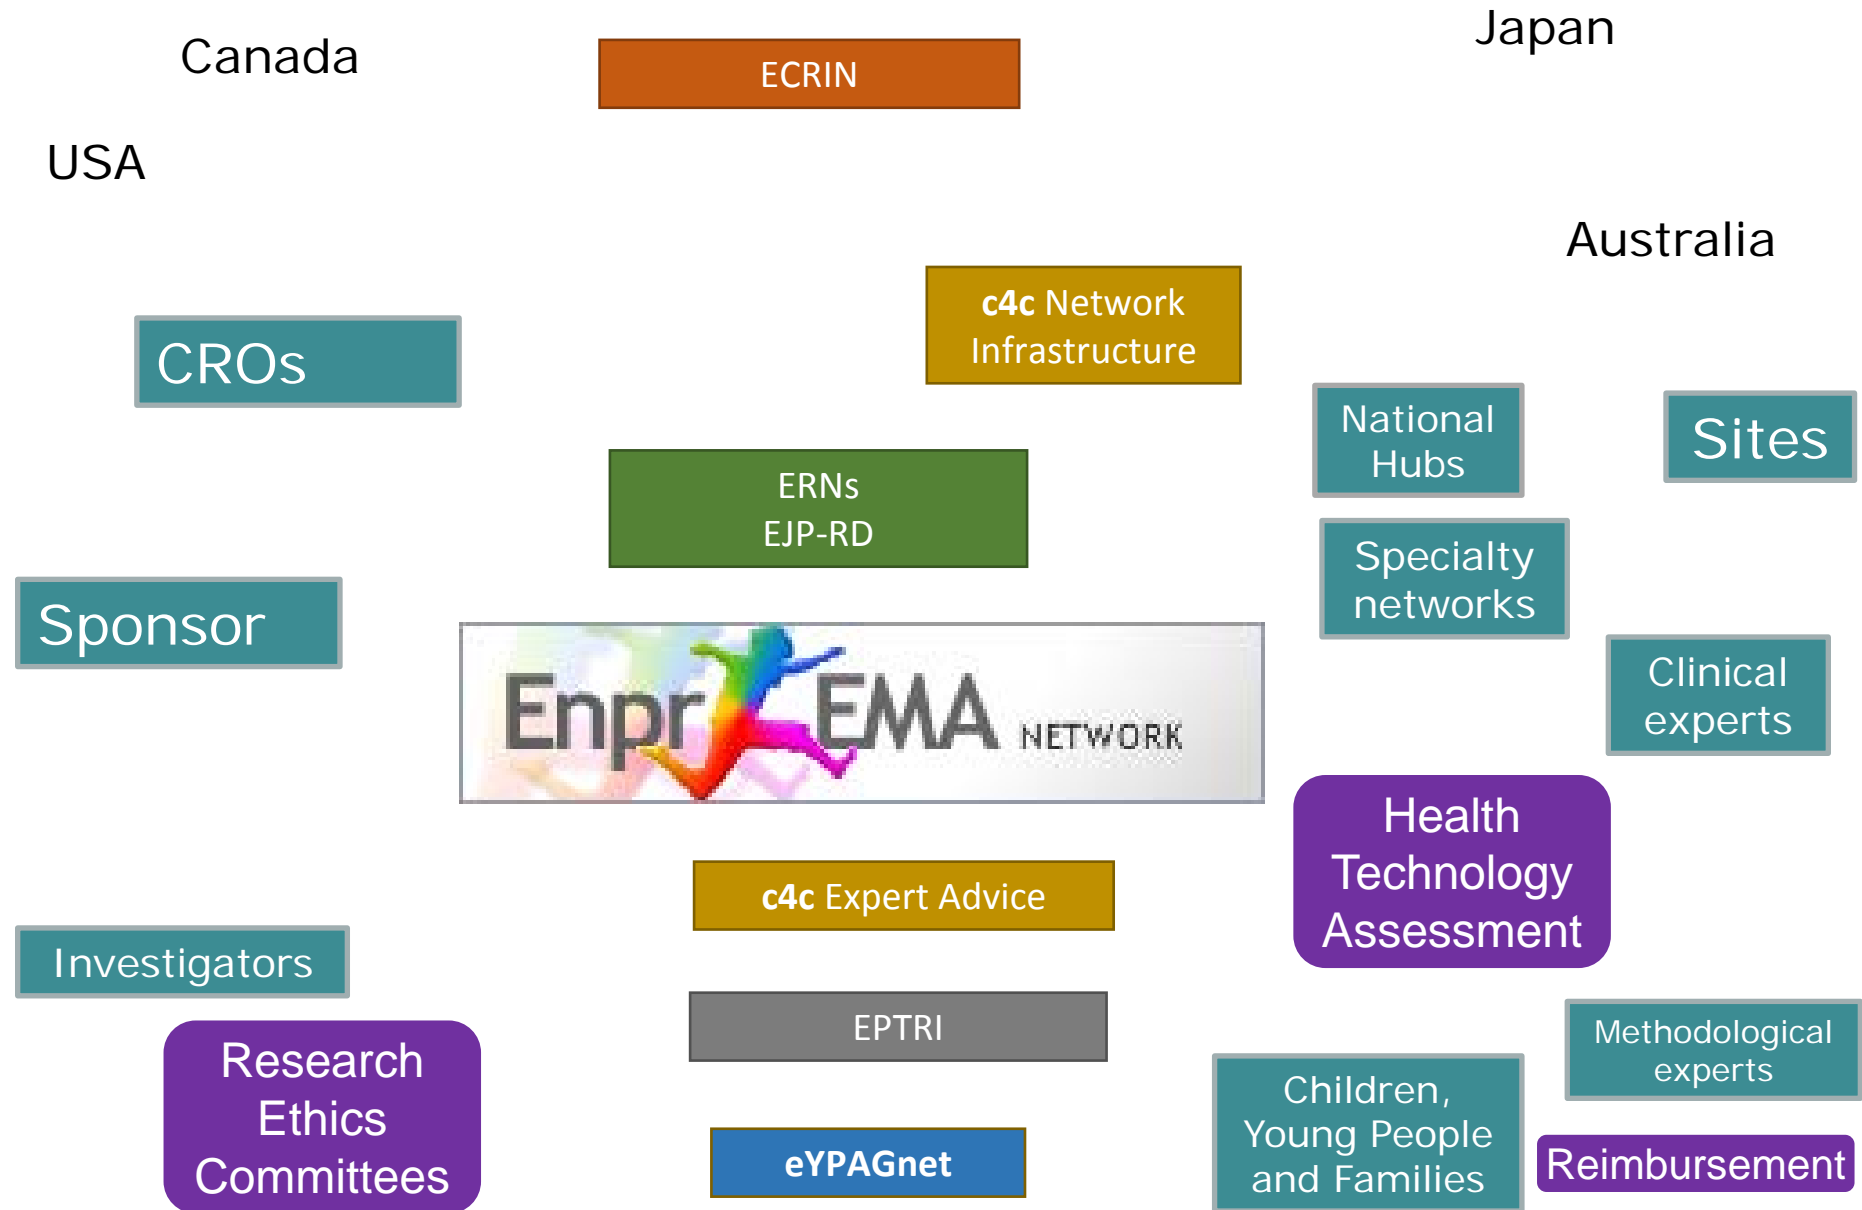 Canada
ECRIN
Japan
USA
Australia
c4c Network
Infrastructure
CROs
National
Hubs
Sites
ERNs
EJP-RD
Specialty
networks
Sponsor
Enpr EMA NETWORK
Clinical
experts
Health
Technology
Assessment
c4c Expert Advice
Investigators
EPTRI
Methodological
experts
Research
Ethics
Committees
Children,
Young People
and Families
eYPAGnet
Reimbursement